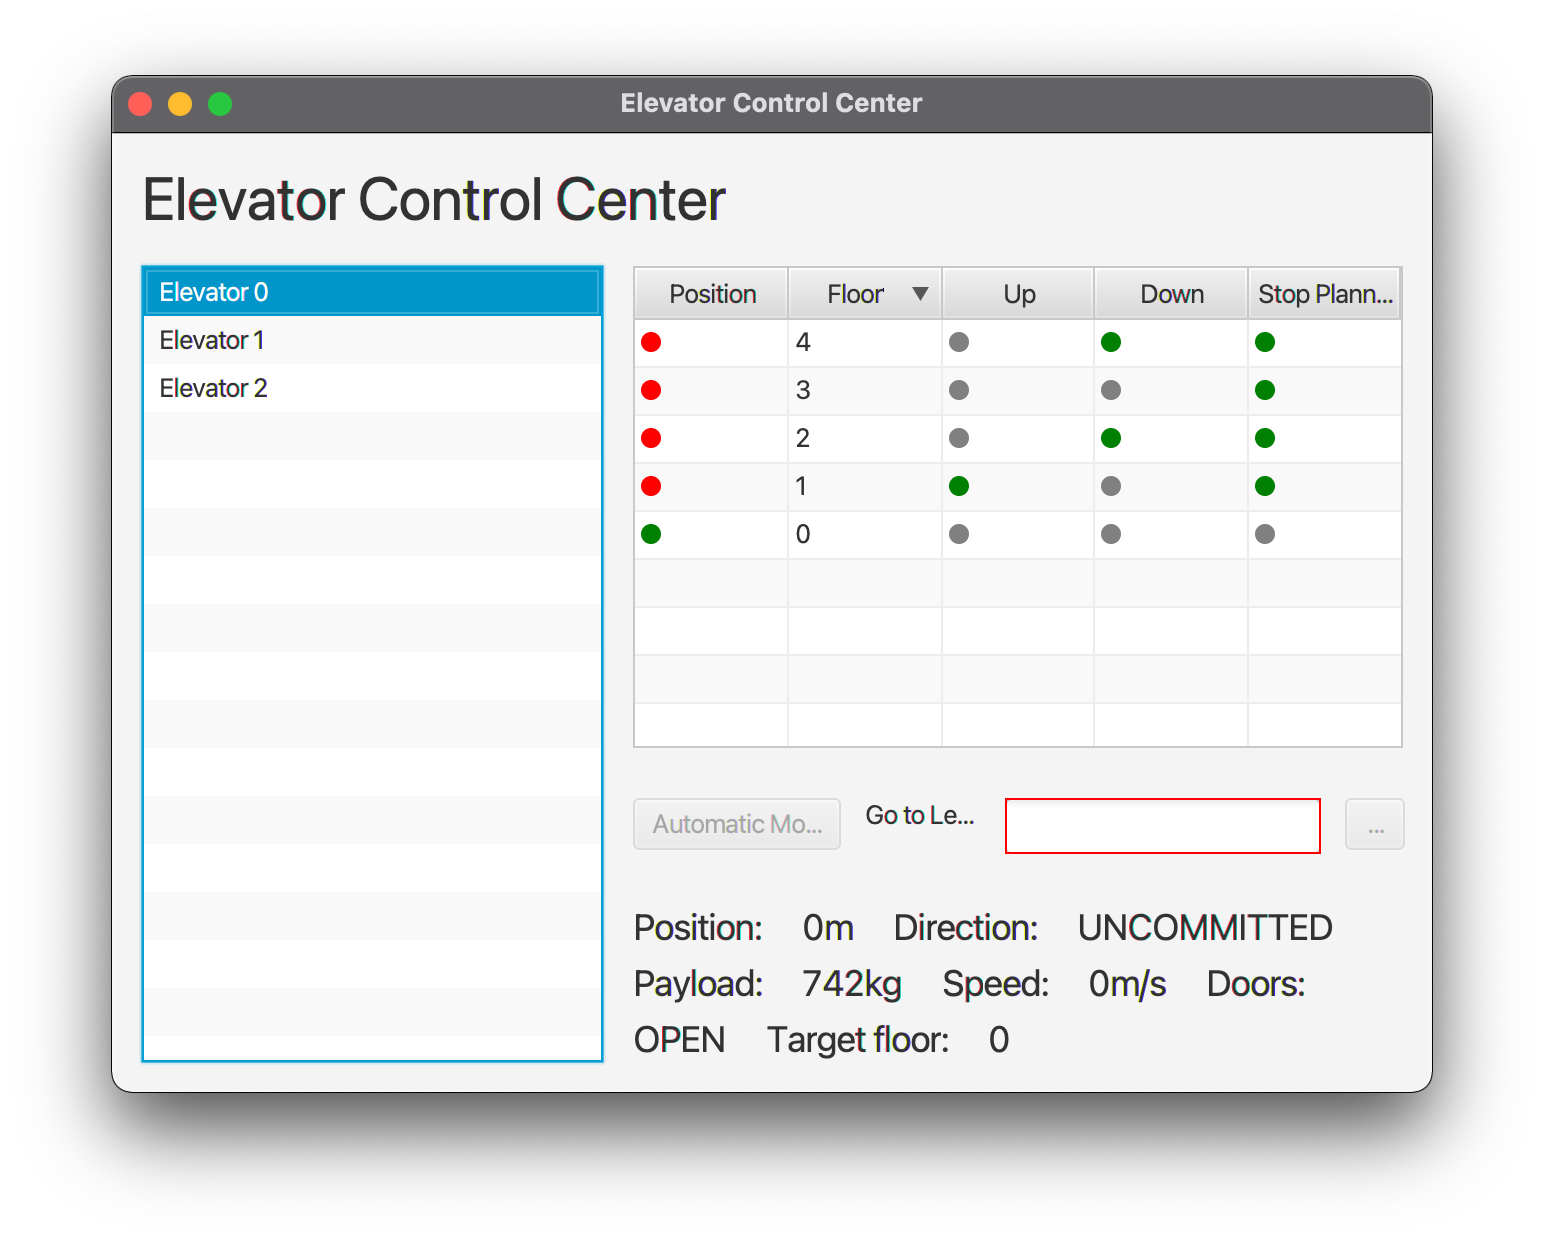 Elevator Control Center
Elevator Control Center
Elevator 0
Elevator 1
Elevator 2
Position Floor Up Down Stop Plann...
4
3
2
1
0
Automatic Mo... Go to Le... ...
Position: 0m Direction: UNCOMMITTED
Payload: 742kg Speed: 0m/s Doors:
OPEN Target floor: 0